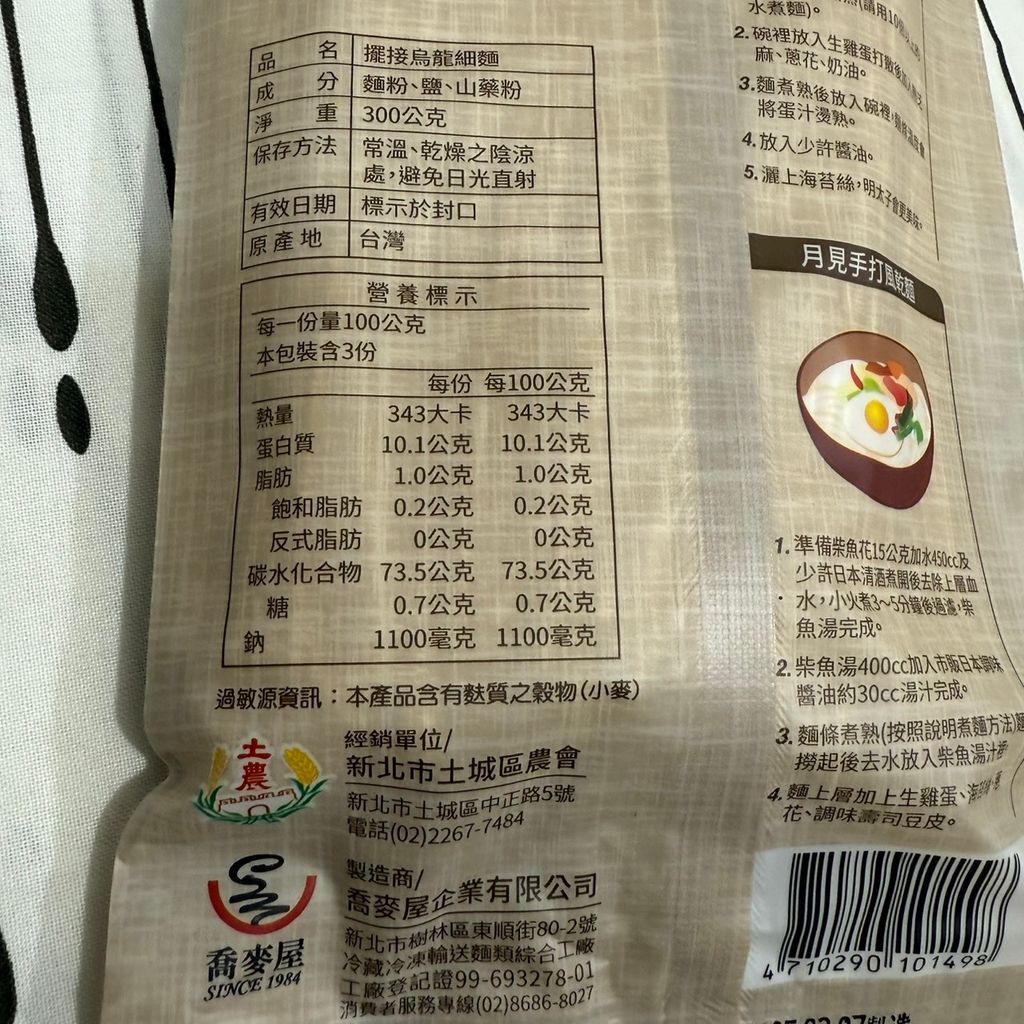 品名 擺接烏龍細麵
成分 麵粉、鹽、山藥粉
淨重 300公克
保存方法 常溫、乾燥之陰涼
處,避免日光直射
有效日期 標示於封口
原產地 台灣
營養標示
每一份量100公克
本包裝含3份
每份 每100公克
熱量 343大卡 343大卡
蛋白質 10.1公克 10.1公克
脂肪 1.0公克 1.0公克
飽和脂肪 0.2公克 0.2公克
反式脂肪 0公克 0公克
碳水化合物 73.5公克 73.5公克
糖 0.7公克 0.7公克
鈉 1100毫克 1100毫克
過敏源資訊:本產品含有麩質之穀物(小麥)
土農
經銷單位/
新北市土城區農會
新北市土城區中正路5號
電話(02)2267-7484
喬麥屋
SINCE 1984
製造商/
喬麥屋企業有限公司
新北市樹林區東順街80-2號
冷藏冷凍輸送麵類綜合工廠
工廠登記證99-693278-01
消費者服務專線(02)8686-8027
(請用10倍
水煮麵)。
2.碗裡放入生雞蛋打散後
麻、蔥花、奶油。
3.麵煮熟後放入碗裡,
將蛋汁燙熟。
4.放入少許醬油。
5.灑上海苔絲,明太子會更美味。
月見手打風乾麵
1.準備柴魚花15公克加水450cc及
少許日本清酒煮開後去除上層血
水,小火煮3~5分鐘後過濾,柴
魚湯完成。
2.柴魚湯400cc加入市販日本調味
醬油約30cc湯汁完成。
3.麵條煮熟(按照說明煮麵方法)麵
撈起後去水放入柴魚湯汁裡
4.麵上層加上生雞蛋、海苔絲、蔥
花、調味壽司豆皮。
4 710290 101498